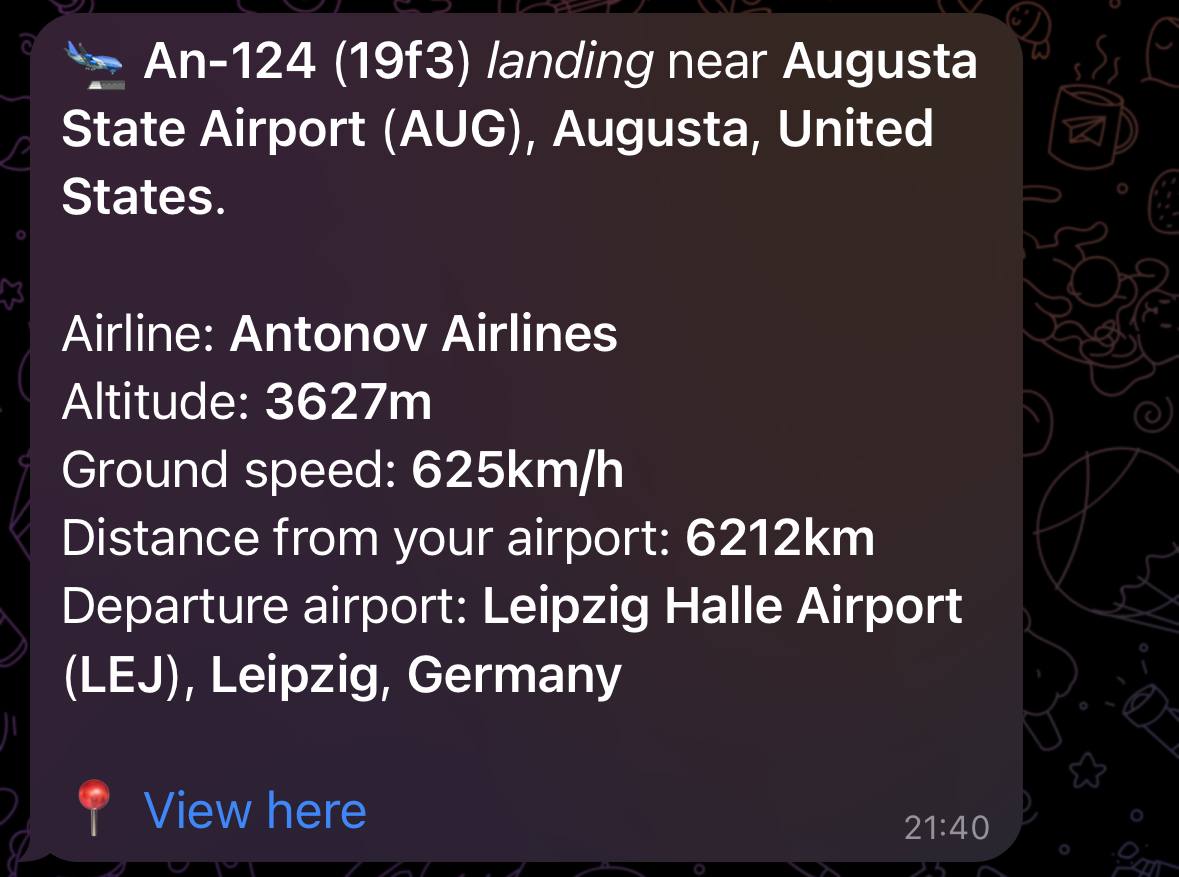 An-124 (19f3) landing near Augusta
State Airport (AUG), Augusta, United
States.
Airline: Antonov Airlines
Altitude: 3627m
Ground speed: 625km/h
Distance from your airport: 6212km
Departure airport: Leipzig Halle Airport
(LEJ), Leipzig, Germany
View here
21:40